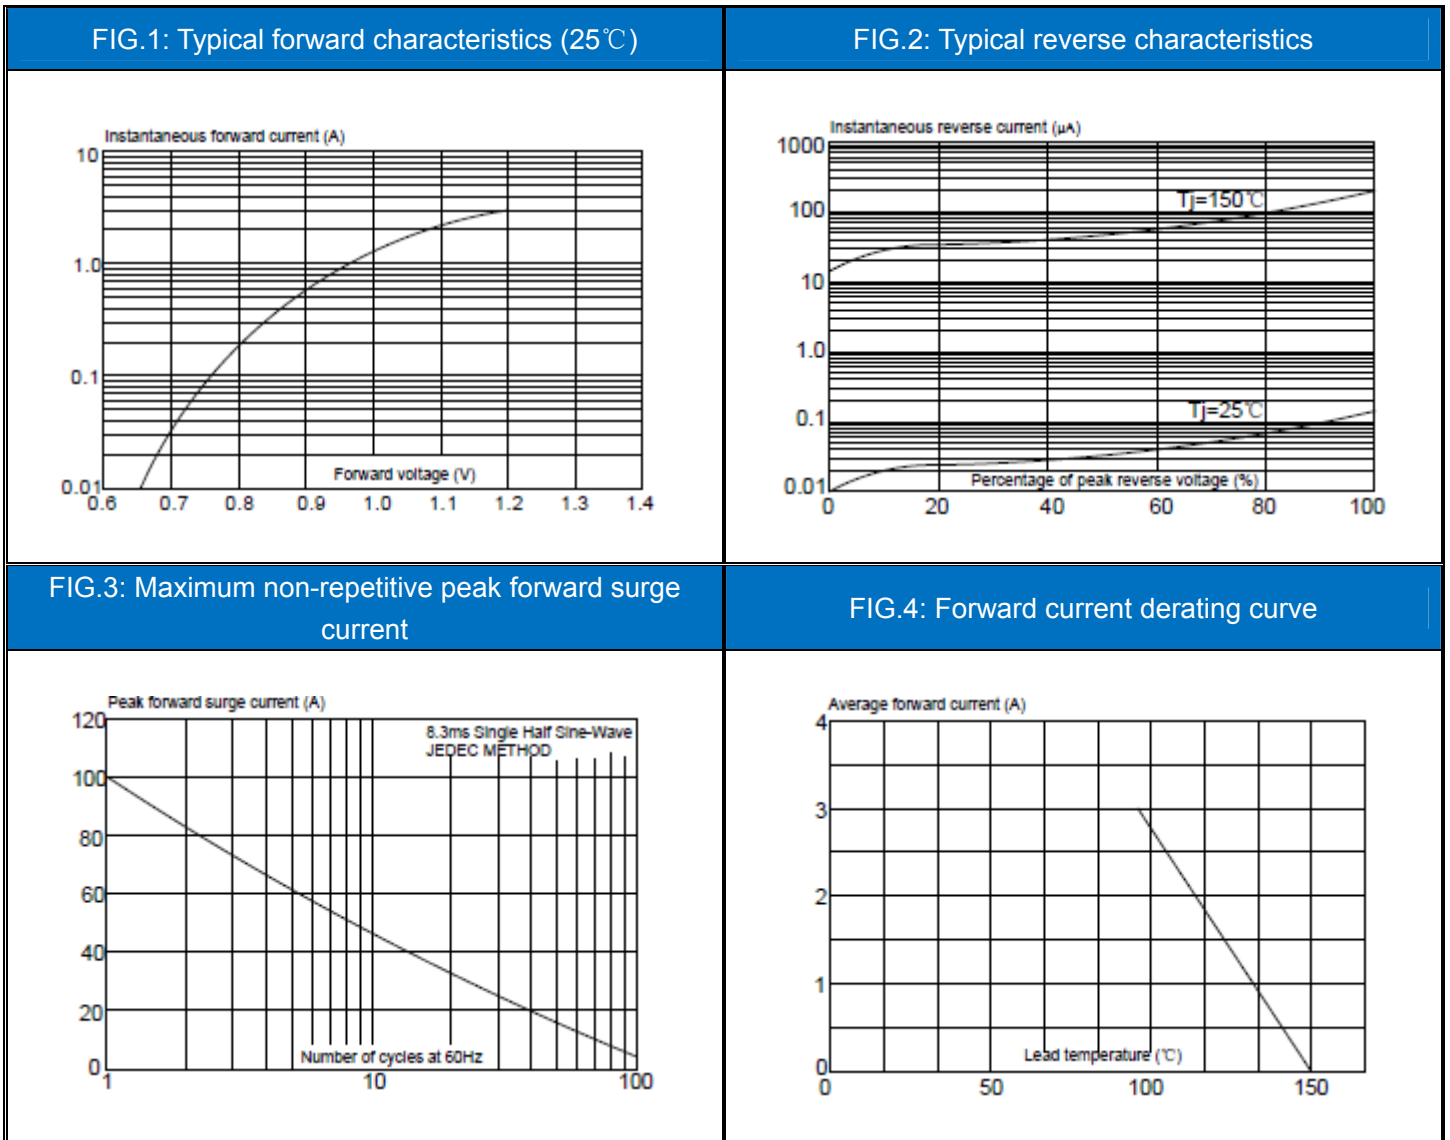 FIG.1: Typical forward characteristics (25℃)
Instantaneous forward current (A)
10
1.0
0.1
0.01
Forward voltage (V)
0.6 0.7 0.8 0.9 1.0 1.1 1.2 1.3 1.4
FIG.2: Typical reverse characteristics
Instantaneous reverse current (μA)
1000
Tj=150℃
100
10
1.0
Tj=25℃
0.1
0.01
Percentage of peak reverse voltage (%)
0 20 40 60 80 100
FIG.3: Maximum non-repetitive peak forward surge
current
Peak forward surge current (A)
120
8.3ms Single Half Sine-Wave
JEDEC METHOD
100
80
60
40
20
0
Number of cycles at 60Hz
1 10 100
FIG.4: Forward current derating curve
Average forward current (A)
4
3
2
1
0
Lead temperature (℃)
0 50 100 150